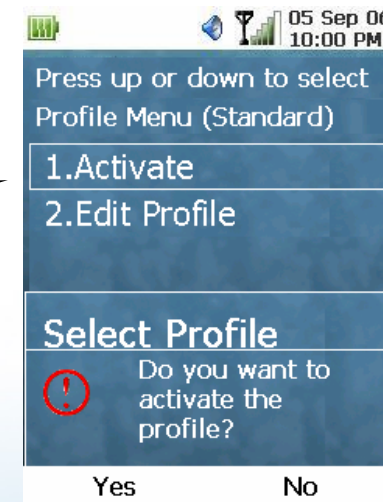 05 Sep 06
10:00 PM
Press up or down to select
Profile Menu (Standard)
1.Activate
2.Edit Profile
Select Profile
Do you want to
activate the
profile?
Yes No